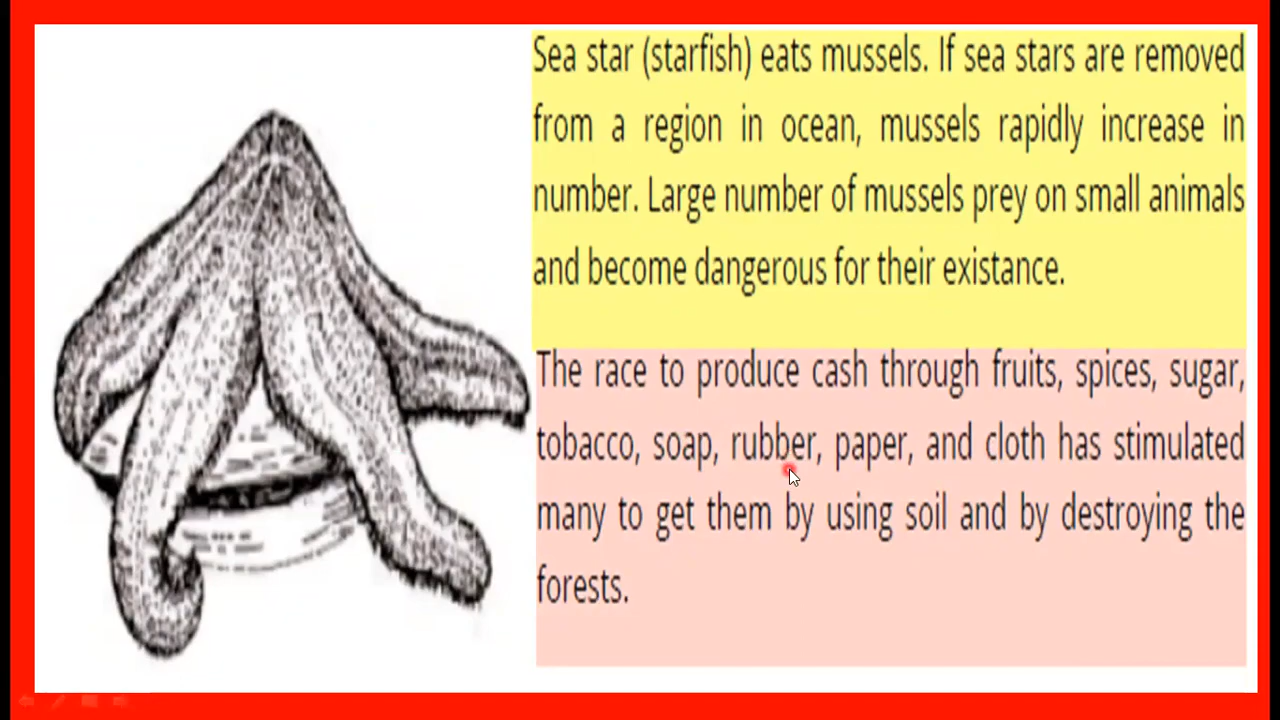 Sea star (starfish) eats mussels. If sea stars are removed
from a region in ocean, mussels rapidly increase in
number. Large number of mussels prey on small animals
and become dangerous for their existance.
The race to produce cash through fruits, spices, sugar,
tobacco, soap, rubber, paper, and cloth has stimulated
many to get them by using soil and by destroying the
forests.